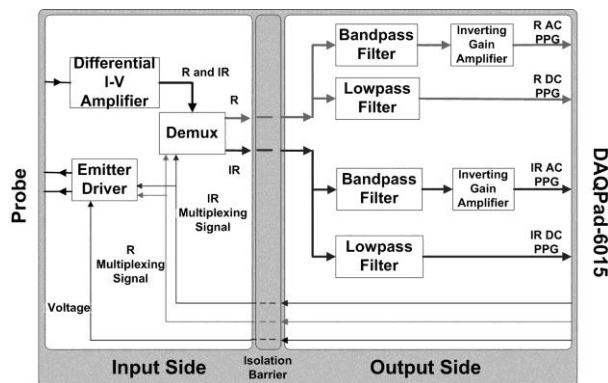 Differential
I-V
Amplifier
R and IR
R
Demux
IR
Emitter
Driver
IR
Multiplexing
Signal
R
Multiplexing
Signal
Voltage
Probe
Input Side
Isolation
Barrier
Output Side
Bandpass
Filter
Inverting
Gain
Amplifier
R AC
PPG
Lowpass
Filter
R DC
PPG
Bandpass
Filter
Inverting
Gain
Amplifier
IR AC
PPG
Lowpass
Filter
IR DC
PPG
DAQPad-6015